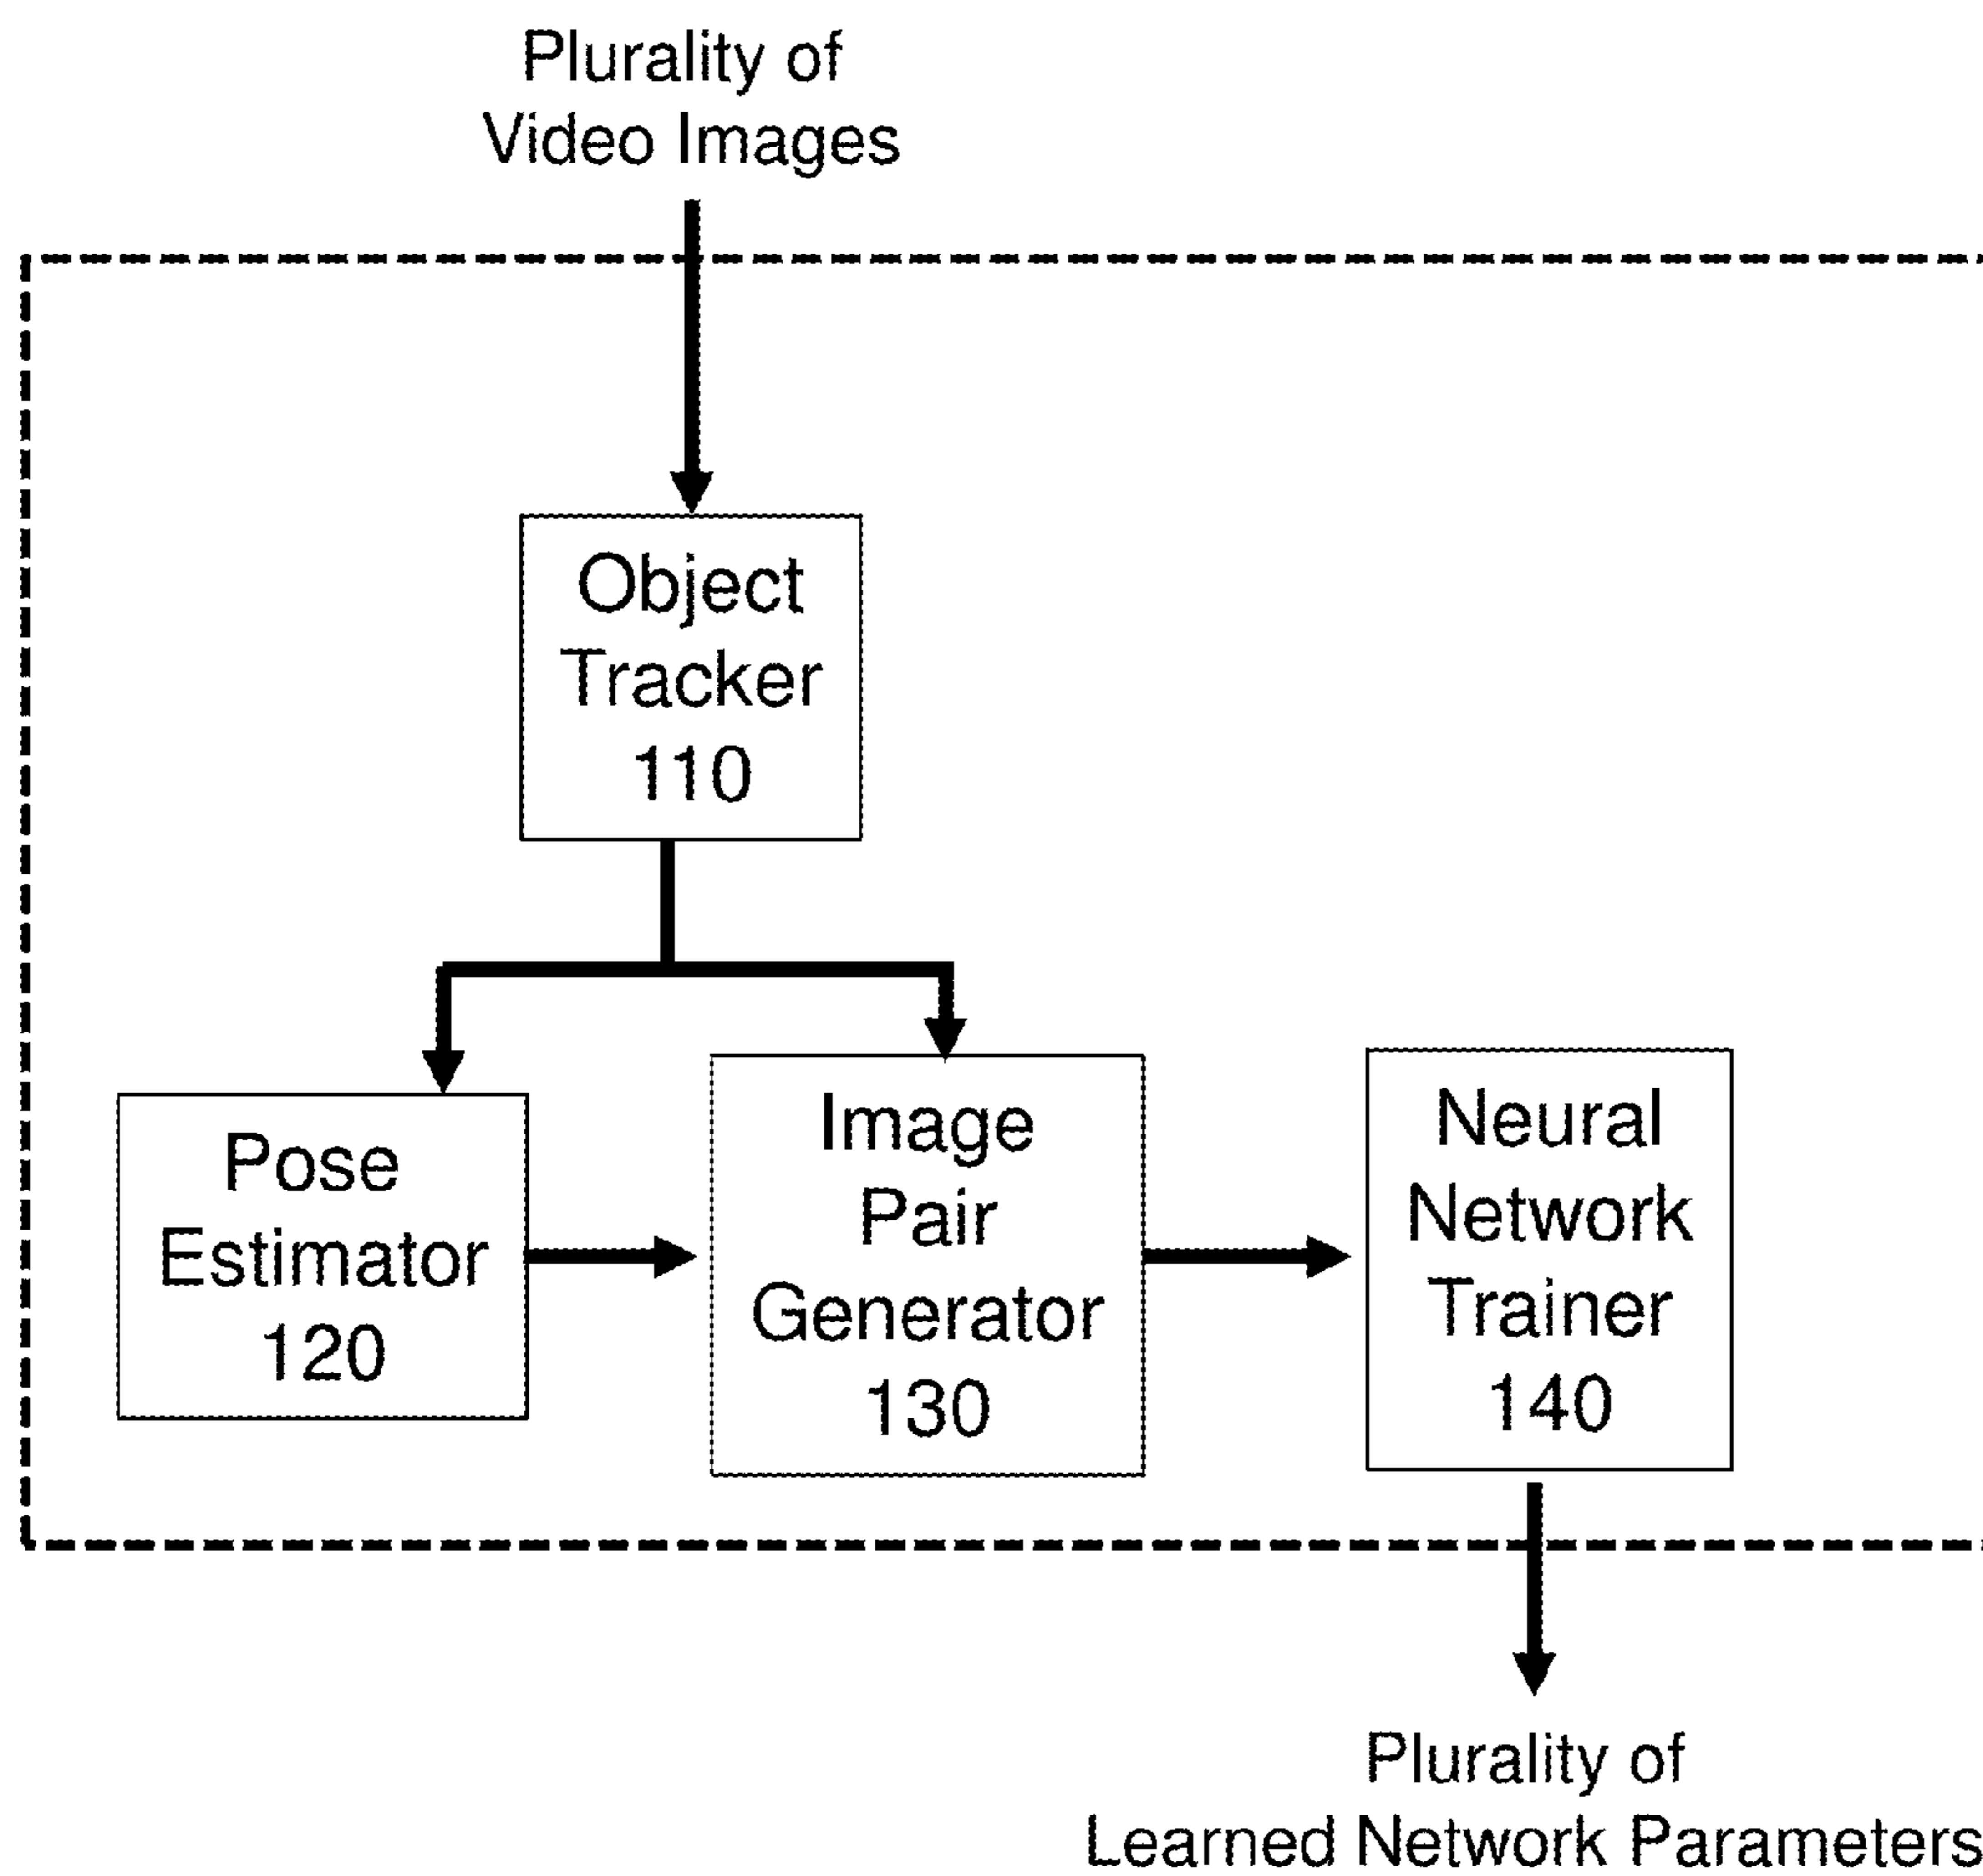 Plurality of
Video Images
Object
Tracker
110
Pose
Estimator
120
Image
Pair
Generator
130
Neural
Network
Trainer
140
Plurality of
Learned Network Parameters